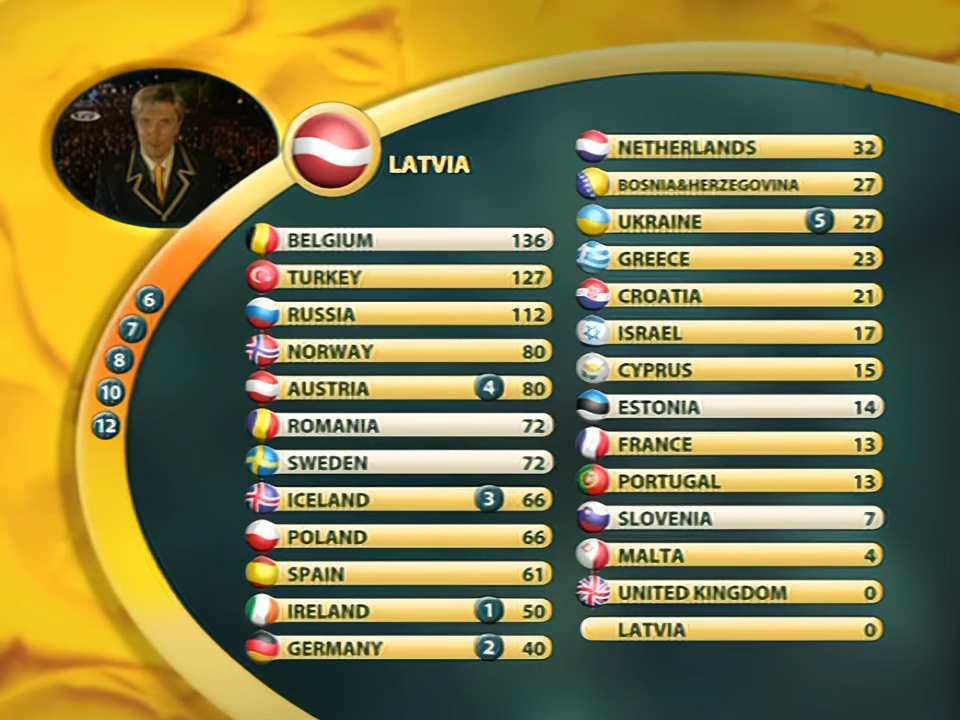 LATVIA
6
7
8
10
12
BELGIUM 136
TURKEY 127
RUSSIA 112
NORWAY 80
AUSTRIA 4 80
ROMANIA 72
SWEDEN 72
ICELAND 3 66
POLAND 66
SPAIN 61
IRELAND 1 50
GERMANY 2 40
NETHERLANDS 32
BOSNIA&HERZEGOVINA 27
UKRAINE 5 27
GREECE 23
CROATIA 21
ISRAEL 17
CYPRUS 15
ESTONIA 14
FRANCE 13
PORTUGAL 13
SLOVENIA 7
MALTA 4
UNITED KINGDOM 0
LATVIA 0